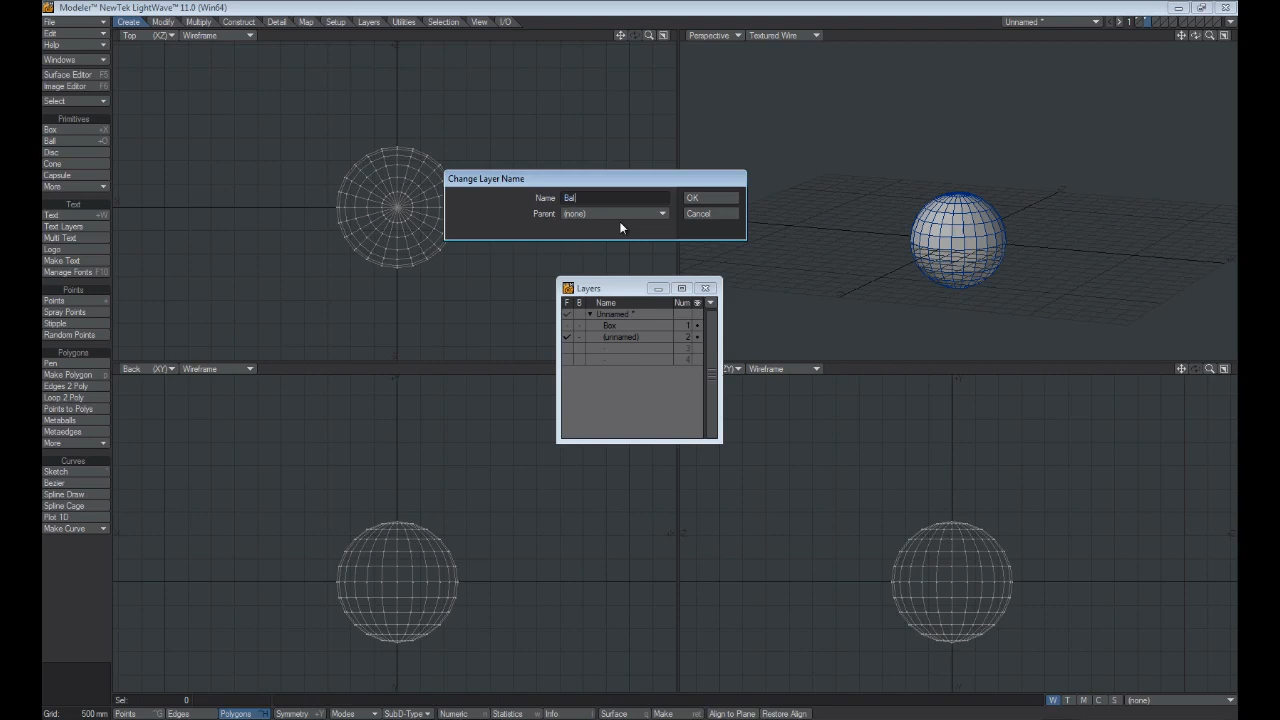 Modeler™ NewTek LightWave™ 11.0 (Win64)
File Create Modify Multiply Construct Detail Map Setup Layers Utilities Selection View I/O Unnamed * 1
Edit Top (XZ) Wireframe Perspective Textured Wire
Help
Windows
Surface Editor F5
Image Editor F6
Select
Primitives
Box +X
Ball +O
Disc
Cone
Capsule
More
Text
Text +W
Text Layers
Multi Text
Logo
Make Text
Manage Fonts F10
Points
Points +
Spray Points
Stipple
Random Points
Polygons
Pen
Make Polygon p
Edges 2 Poly
Loop 2 Poly
Points to Polys
Metaballs
Metaedges
More
Curves
Sketch
Bezier
Spline Draw
Spline Cage
Plot 1D
Make Curve
Change Layer Name
Name Bal OK
Parent (none) Cancel
Layers
F B Name Num
Unnamed *
Box 1
(unnamed) 2
3
4
Back (XY) Wireframe
ZY) Wireframe
Sel: 0
W T M C S (none)
Grid: 500 mm Points ^G Edges Polygons ^H Symmetry +Y Modes SubD-Type Numeric n Statistics w Info i Surface q Make ret Align to Plane Restore Align